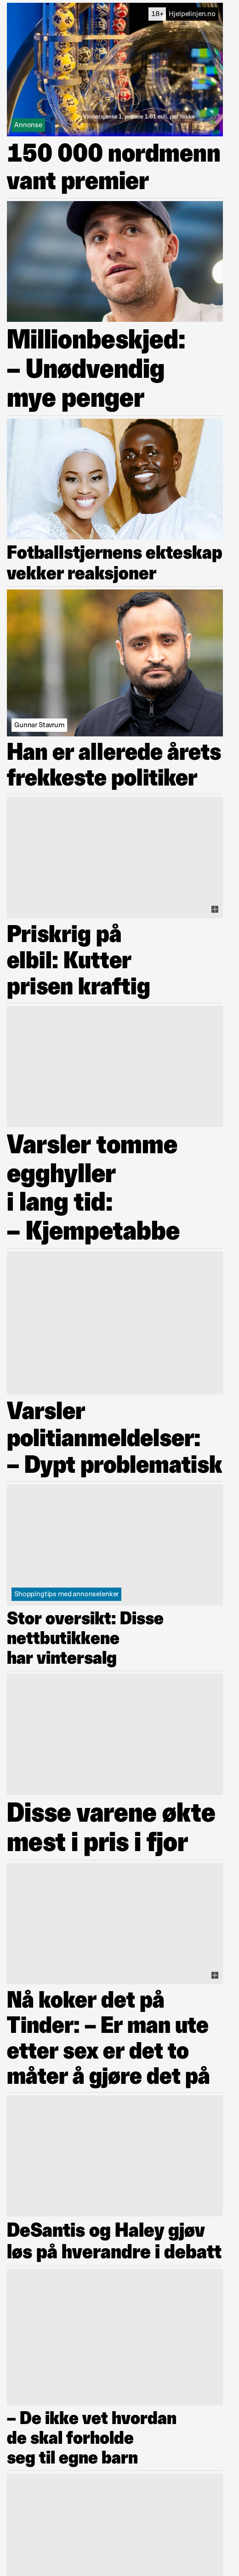 18+ Hjelpelinjen.no
Vinnersjanse 1. premie 1:61 mill. per rekke
Annonse
150 000 nordmenn
vant premier
Millionbeskjed:
– Unødvendig
mye penger
Fotballstjernens ekteskap
vekker reaksjoner
Gunnar Stavrum
Han er allerede årets
frekkeste politiker
Priskrig på
elbil: Kutter
prisen kraftig
Varsler tomme
egghyller
i lang tid:
– Kjempetabbe
Varsler
politianmeldelser:
– Dypt problematisk
Shoppingtips med annonselenker
Stor oversikt: Disse
nettbutikkene
har vintersalg
Disse varene økte
mest i pris i fjor
Nå koker det på
Tinder: – Er man ute
etter sex er det to
måter å gjøre det på
DeSantis og Haley gjøv
løs på hverandre i debatt
– De ikke vet hvordan
de skal forholde
seg til egne barn